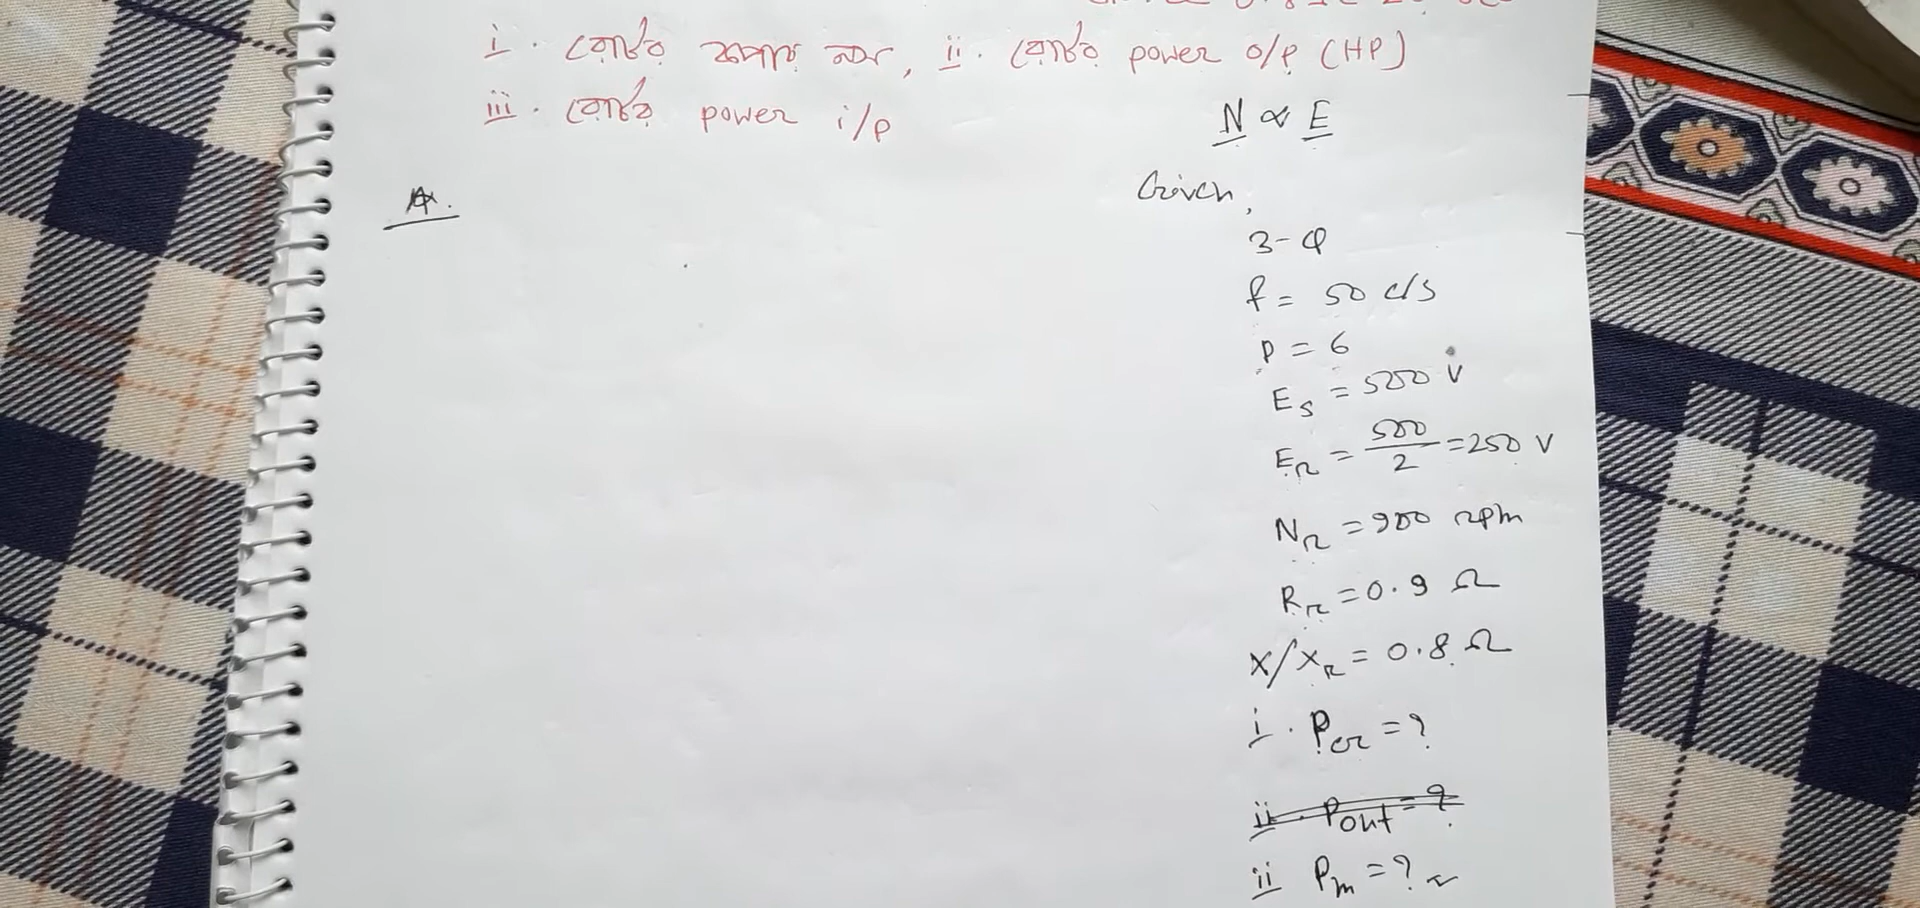 i. রোটর কপার লস, ii. রোটর power o/p (HP)
iii. রোটর power i/p
N ∝ E
A.
Given,
3-φ
f = 50 c/s
P = 6
Es = 500 V
ER = 500/2 = 250 V
NR = 900 rpm
Rr = 0.9 Ω
X/XR = 0.8 Ω
i. Pcr = ?
ii. Pout = ?
ii Pm = ?